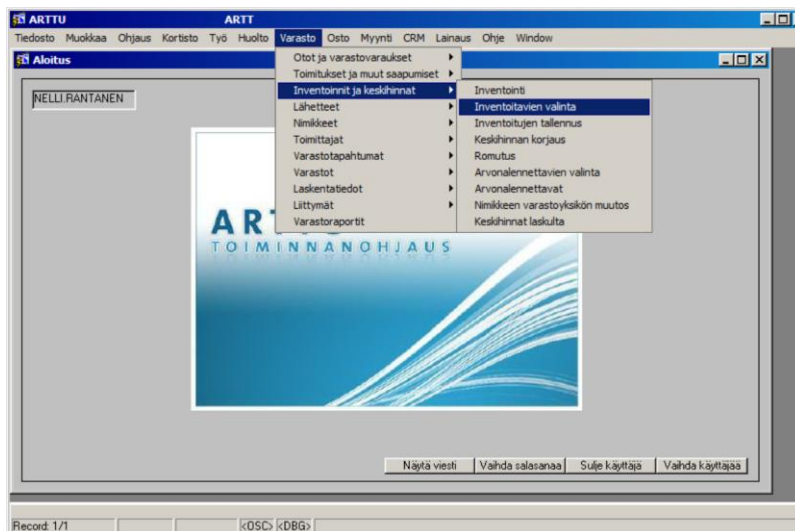 ARTTU ARTT
Tiedosto Muokkaa Ohjaus Kortisto Työ Huolto Varasto Osto Myynti CRM Lainaus Ohje Window
Aloitus
NELLI.RANTANEN
Otot ja varastovaraukset
Toimitukset ja muut saapumiset
Inventoinnit ja keskihinnat
Lähetteet
Nimikkeet
Toimittajat
Varastotapahtumat
Varastot
Laskentatiedot
Liittymät
Varastoraportit
Inventointi
Inventoitavien valinta
Inventoitujen tallennus
Keskihinnan korjaus
Romutus
Arvonalennettavien valinta
Arvonalennettavat
Nimikkeen varastoyksikön muutos
Keskihinnat laskulta
TOIMINNANOHJAUS
Näytä viesti Vaihda salasanaa Sulje käyttäjä Vaihda käyttäjää
Record: 1/1 <OSC> <DBG>